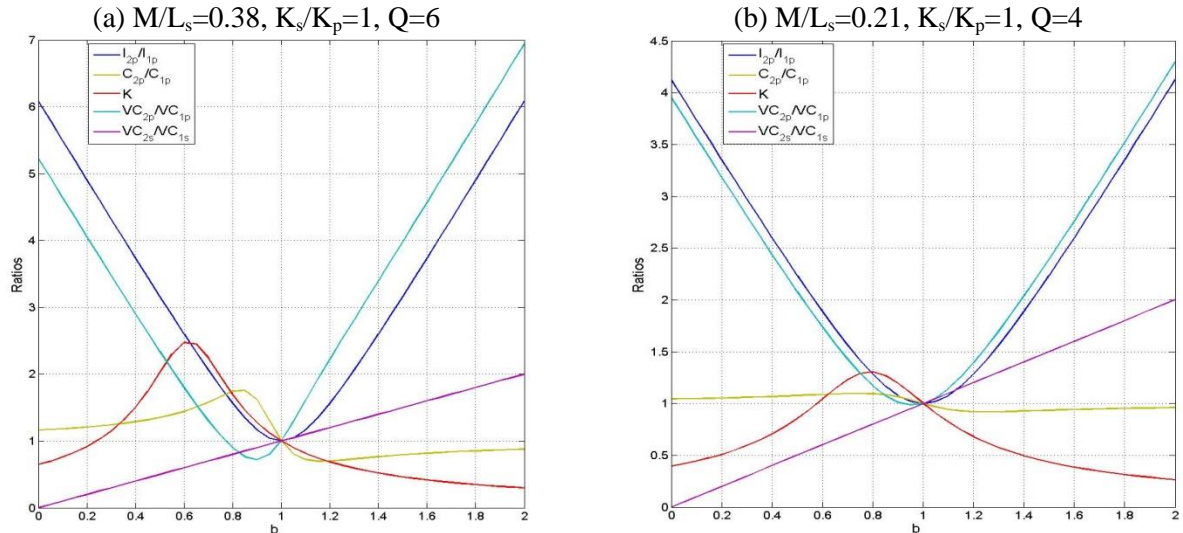 (a) M/Lₛ=0.38, Kₛ/Kₚ=1, Q=6
7
6
5
4
3
2
1
0
Ratios
I₂ₚ/I₁ₚ
C₂ₚ/C₁ₚ
K
VC₂ₚ/VC₁ₚ
VC₂ₛ/VC₁ₛ
0 0.2 0.4 0.6 0.8 1 1.2 1.4 1.6 1.8 2
b
(b) M/Lₛ=0.21, Kₛ/Kₚ=1, Q=4
4.5
4
3.5
3
2.5
2
1.5
1
0.5
0
Ratios
I₂ₚ/I₁ₚ
C₂ₚ/C₁ₚ
K
VC₂ₚ/VC₁ₚ
VC₂ₛ/VC₁ₛ
0 0.2 0.4 0.6 0.8 1 1.2 1.4 1.6 1.8 2
b